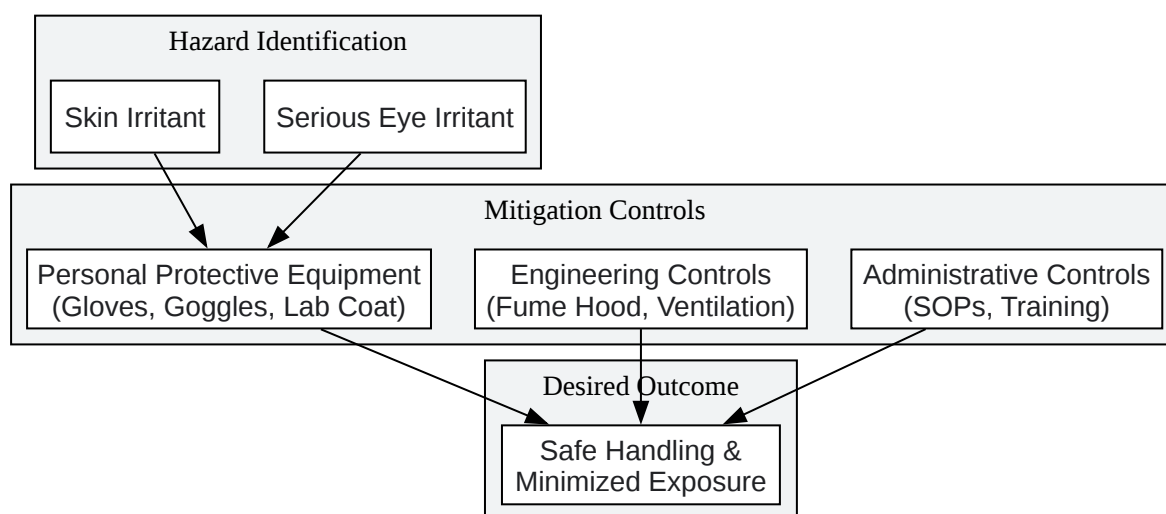 Hazard Identification
Skin Irritant
Serious Eye Irritant
Mitigation Controls
Personal Protective Equipment
(Gloves, Goggles, Lab Coat)
Engineering Controls
(Fume Hood, Ventilation)
Administrative Controls
(SOPs, Training)
Desired Outcome
Safe Handling &
Minimized Exposure